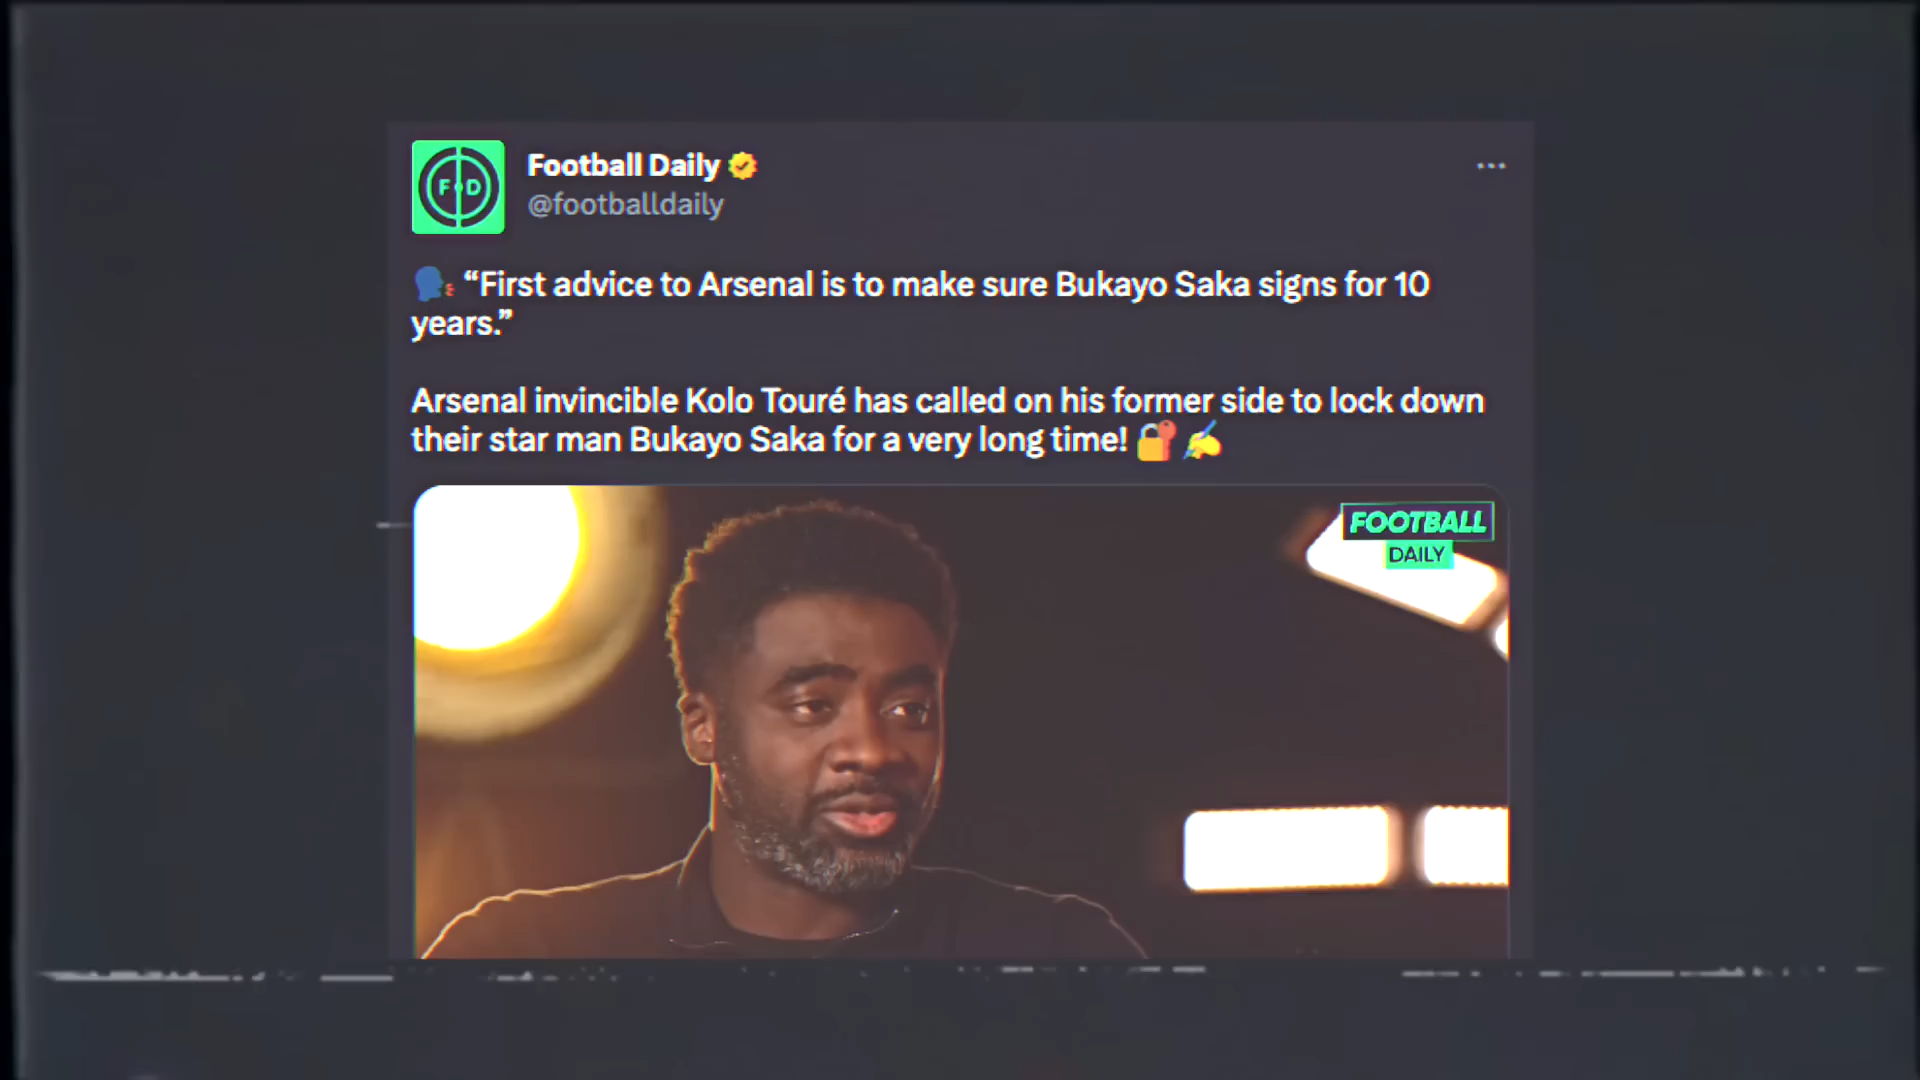 Football Daily
@footballdaily
F D
🗣️ “First advice to Arsenal is to make sure Bukayo Saka signs for 10
years.”
Arsenal invincible Kolo Touré has called on his former side to lock down
their star man Bukayo Saka for a very long time! 🔐 ✍️
FOOTBALL
DAILY